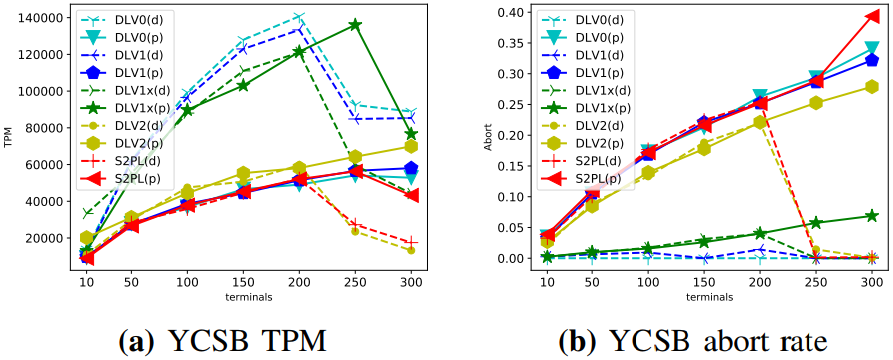 140000
120000
100000
80000
60000
40000
20000
TPM
DLV0(d)
DLV0(p)
DLV1(d)
DLV1(p)
DLV1x(d)
DLV1x(p)
DLV2(d)
DLV2(p)
S2PL(d)
S2PL(p)
10 50 100 150 200 250 300
terminals
(a) YCSB TPM
0.40
0.35
0.30
0.25
0.20
0.15
0.10
0.05
0.00
Abort
DLV0(d)
DLV0(p)
DLV1(d)
DLV1(p)
DLV1x(d)
DLV1x(p)
DLV2(d)
DLV2(p)
S2PL(d)
S2PL(p)
10 50 100 150 200 250 300
terminals
(b) YCSB abort rate